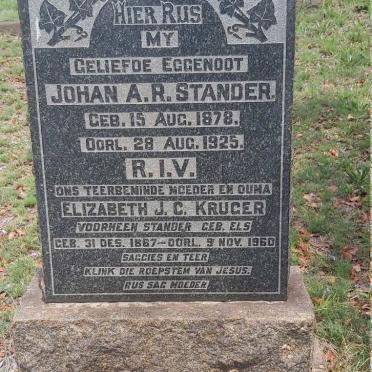 HIER RUS
MY
GELIEFDE EGGENOOT
JOHAN A.R. STANDER
GEB. 15 AUG. 1878.
OORL. 28 AUG. 1925.
R.I.V.
ONS TEERBEMINDE MOEDER EN OUMA
ELIZABETH J.C. KRUGER
VOORHEEN STANDER GEB. ELS
GEB. 31 DES. 1867–OORL. 9 NOV. 1960
SAGGIES EN TEER
KLINK DIE ROEPSTEM VAN JESUS.
RUS SAG MOEDER